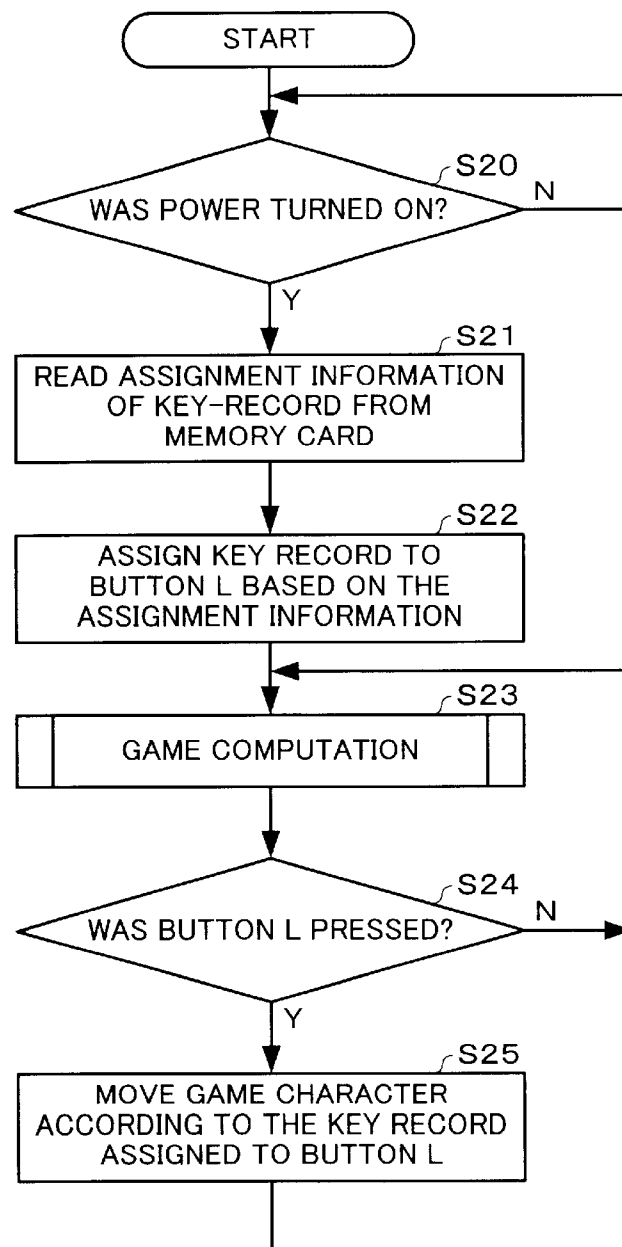 START
S20
WAS POWER TURNED ON?
N
Y
S21
READ ASSIGNMENT INFORMATION
OF KEY-RECORD FROM
MEMORY CARD
S22
ASSIGN KEY RECORD TO
BUTTON L BASED ON THE
ASSIGNMENT INFORMATION
S23
GAME COMPUTATION
S24
WAS BUTTON L PRESSED?
N
Y
S25
MOVE GAME CHARACTER
ACCORDING TO THE KEY RECORD
ASSIGNED TO BUTTON L